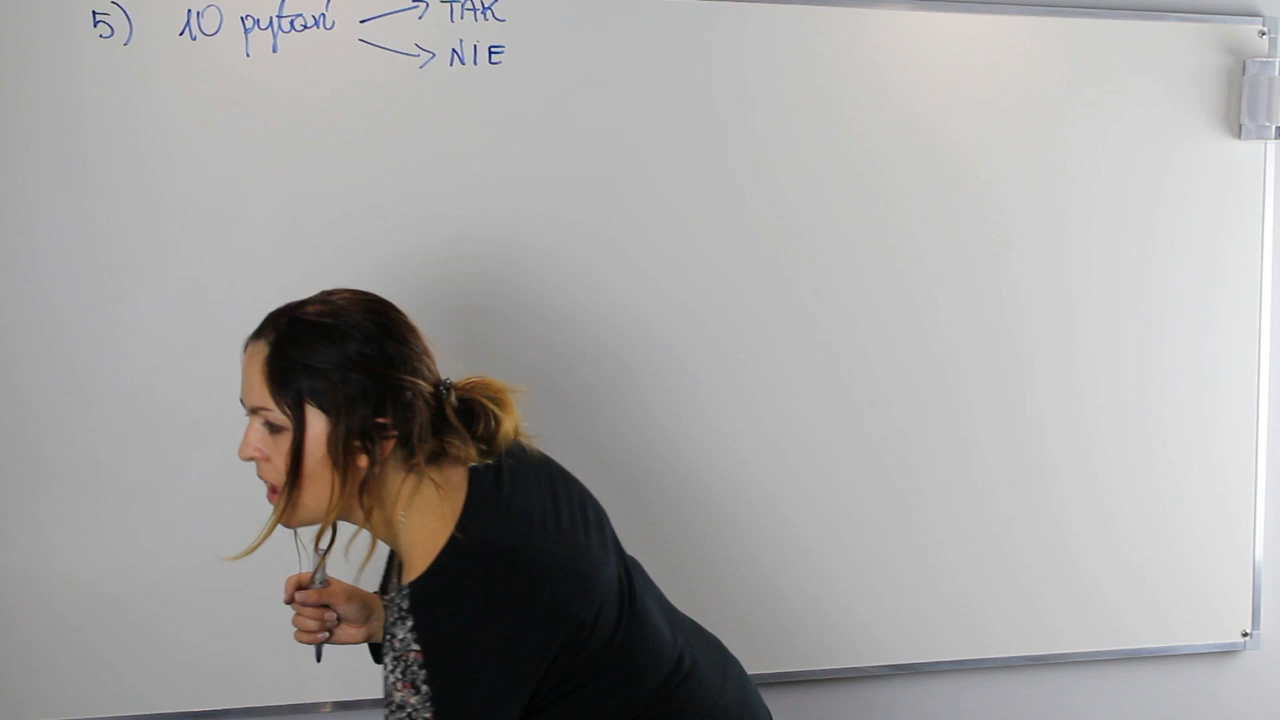 5) 10 pytań → TAK
→ NIE